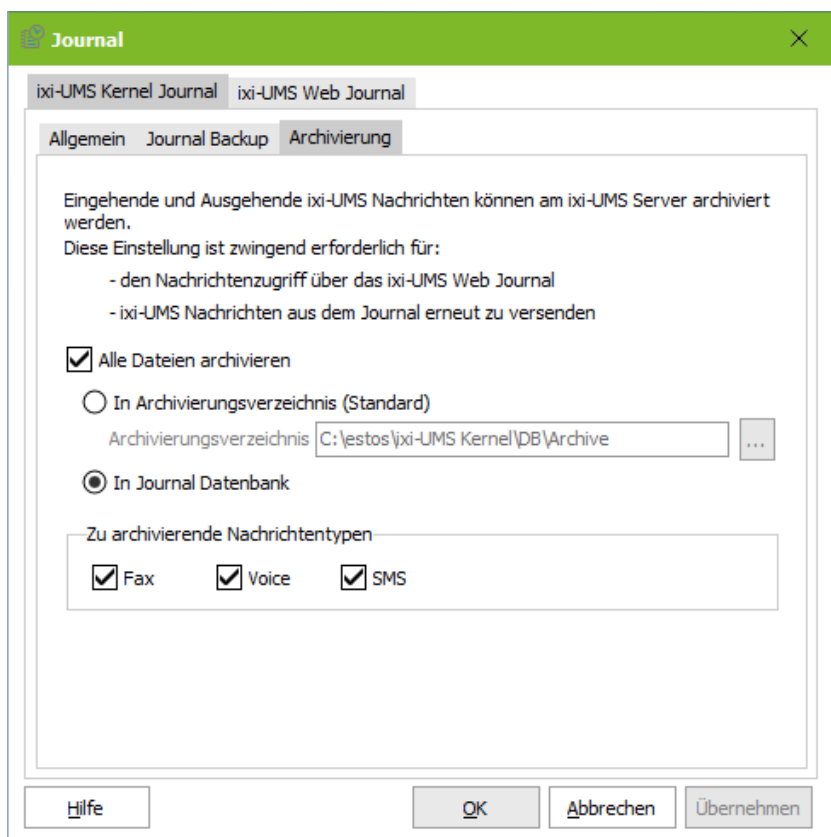 Journal
ixi-UMS Kernel Journal ixi-UMS Web Journal
Allgemein Journal Backup Archivierung
Eingehende und Ausgehende ixi-UMS Nachrichten können am ixi-UMS Server archiviert
werden.
Diese Einstellung ist zwingend erforderlich für:
- den Nachrichtenzugriff über das ixi-UMS Web Journal
- ixi-UMS Nachrichten aus dem Journal erneut zu versenden
Alle Dateien archivieren
In Archivierungsverzeichnis (Standard)
Archivierungsverzeichnis C:\estos\ixi-UMS Kernel\DB\Archive ...
In Journal Datenbank
Zu archivierende Nachrichtentypen
Fax Voice SMS
Hilfe OK Abbrechen Übernehmen